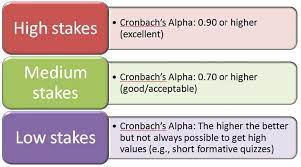 High stakes
• Cronbach's Alpha: 0.90 or higher
(excellent)
Medium
stakes
• Cronbach's Alpha: 0.70 or higher
(good/acceptable)
Low stakes
• Cronbach's Alpha: The higher the better
but not always possible to get high
values (e.g., short formative quizzes)